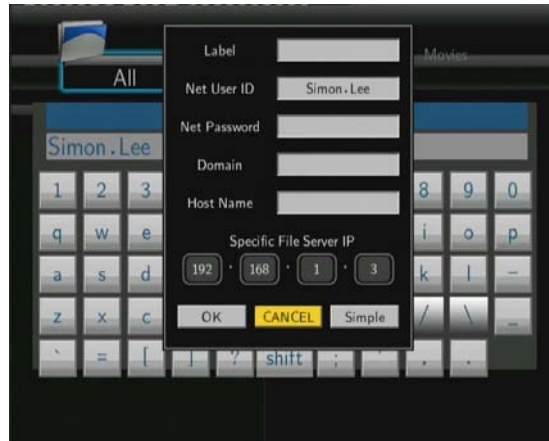 Movies
All
Label
Net User ID Simon.Lee
Net Password
Domain
Host Name
Specific File Server IP
192 . 168 . 1 . 3
OK CANCEL Simple
Simon.Lee
1 2 3 8 9 0
q w e i o p
a s d k l -
z x c / \ _
` = [ ] ? shift ; ' , .